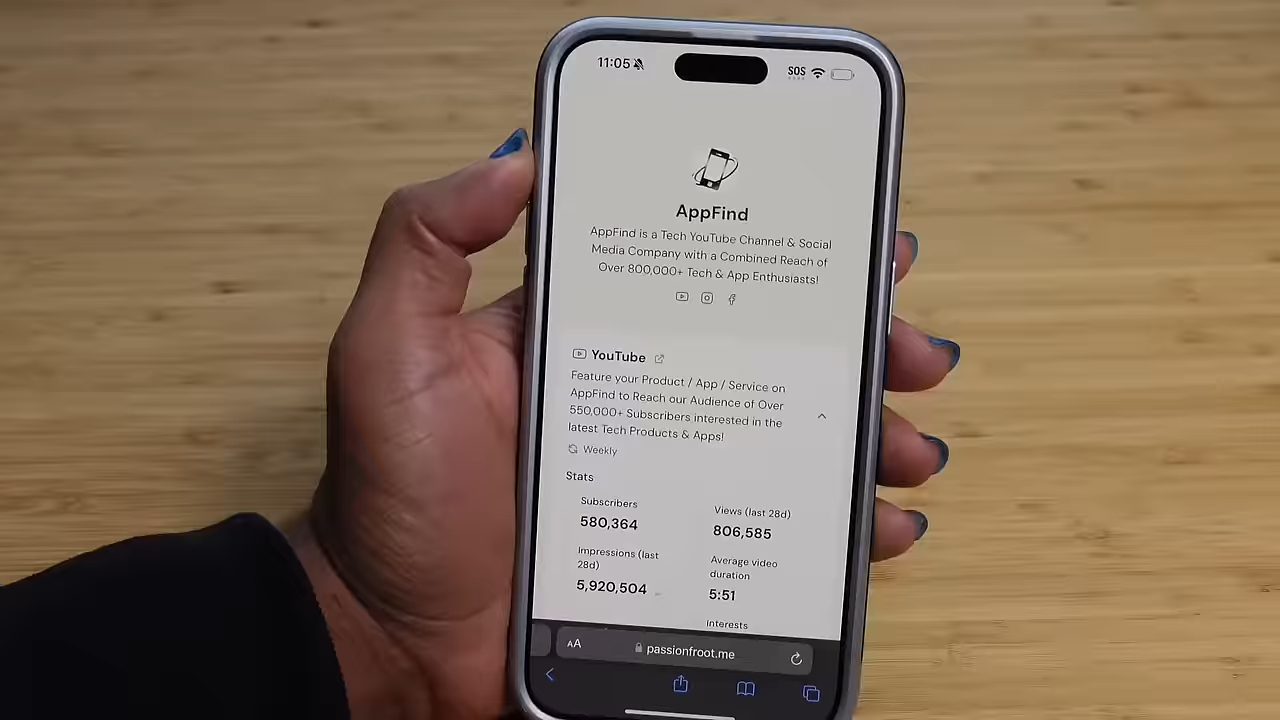 11:05
SOS
AppFind
AppFind is a Tech YouTube Channel & Social
Media Company with a Combined Reach of
Over 800,000+ Tech & App Enthusiasts!
YouTube
Feature your Product / App / Service on
AppFind to Reach our Audience of Over
550,000+ Subscribers interested in the
latest Tech Products & Apps!
Weekly
Stats
Subscribers
580,364
Views (last 28d)
806,585
Impressions (last
28d)
5,920,504
Average video
duration
5:51
Interests
AA
passionfroot.me